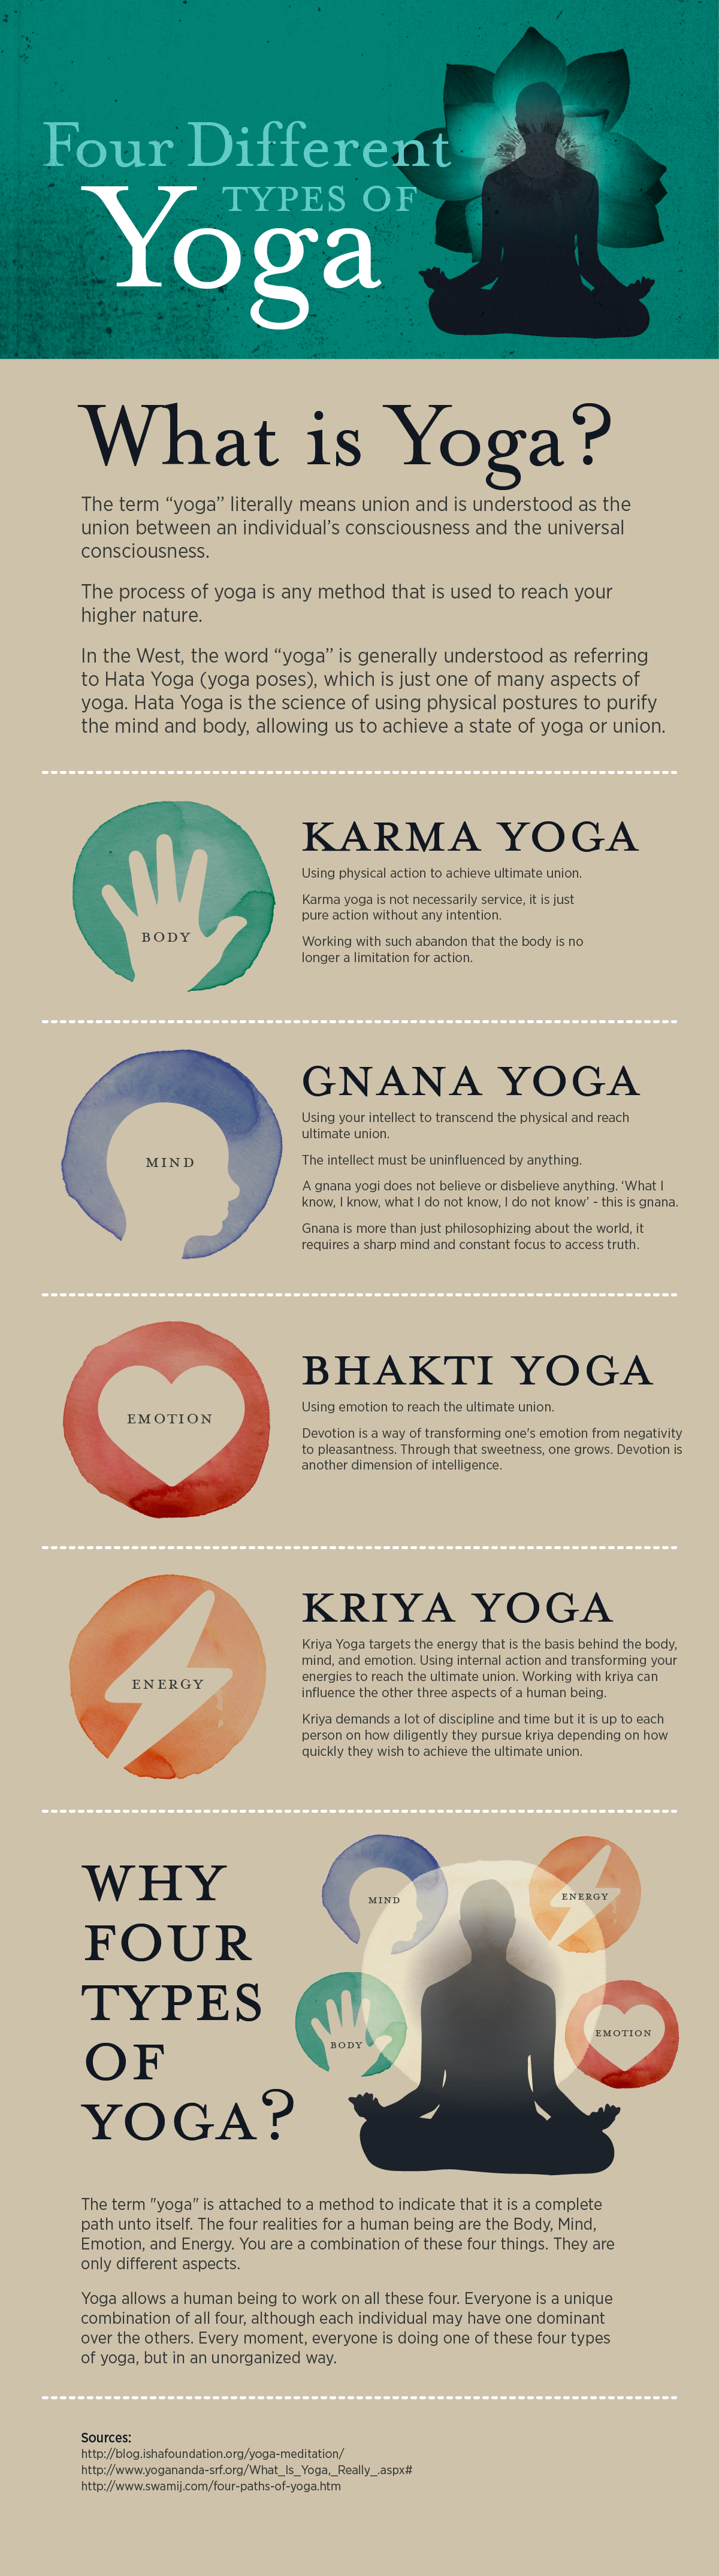 Four Different
TYPES OF
Yoga
What is Yoga?
The term “yoga” literally means union and is understood as the
union between an individual’s consciousness and the universal
consciousness.
The process of yoga is any method that is used to reach your
higher nature.
In the West, the word “yoga” is generally understood as referring
to Hata Yoga (yoga poses), which is just one of many aspects of
yoga. Hata Yoga is the science of using physical postures to purify
the mind and body, allowing us to achieve a state of yoga or union.
BODY
KARMA YOGA
Using physical action to achieve ultimate union.
Karma yoga is not necessarily service, it is just
pure action without any intention.
Working with such abandon that the body is no
longer a limitation for action.
MIND
GNANA YOGA
Using your intellect to transcend the physical and reach
ultimate union.
The intellect must be uninfluenced by anything.
A gnana yogi does not believe or disbelieve anything. ‘What I
know, I know, what I do not know, I do not know’ - this is gnana.
Gnana is more than just philosophizing about the world, it
requires a sharp mind and constant focus to access truth.
EMOTION
BHAKTI YOGA
Using emotion to reach the ultimate union.
Devotion is a way of transforming one's emotion from negativity
to pleasantness. Through that sweetness, one grows. Devotion is
another dimension of intelligence.
ENERGY
KRIYA YOGA
Kriya Yoga targets the energy that is the basis behind the body,
mind, and emotion. Using internal action and transforming your
energies to reach the ultimate union. Working with kriya can
influence the other three aspects of a human being.
Kriya demands a lot of discipline and time but it is up to each
person on how diligently they pursue kriya depending on how
quickly they wish to achieve the ultimate union.
WHY
FOUR
TYPES
OF
YOGA?
MIND
ENERGY
BODY
EMOTION
The term "yoga" is attached to a method to indicate that it is a complete
path unto itself. The four realities for a human being are the Body, Mind,
Emotion, and Energy. You are a combination of these four things. They are
only different aspects.
Yoga allows a human being to work on all these four. Everyone is a unique
combination of all four, although each individual may have one dominant
over the others. Every moment, everyone is doing one of these four types
of yoga, but in an unorganized way.
Sources:
http://blog.ishafoundation.org/yoga-meditation/
http://www.yogananda-srf.org/What_Is_Yoga,_Really_.aspx#
http://www.swamij.com/four-paths-of-yoga.htm